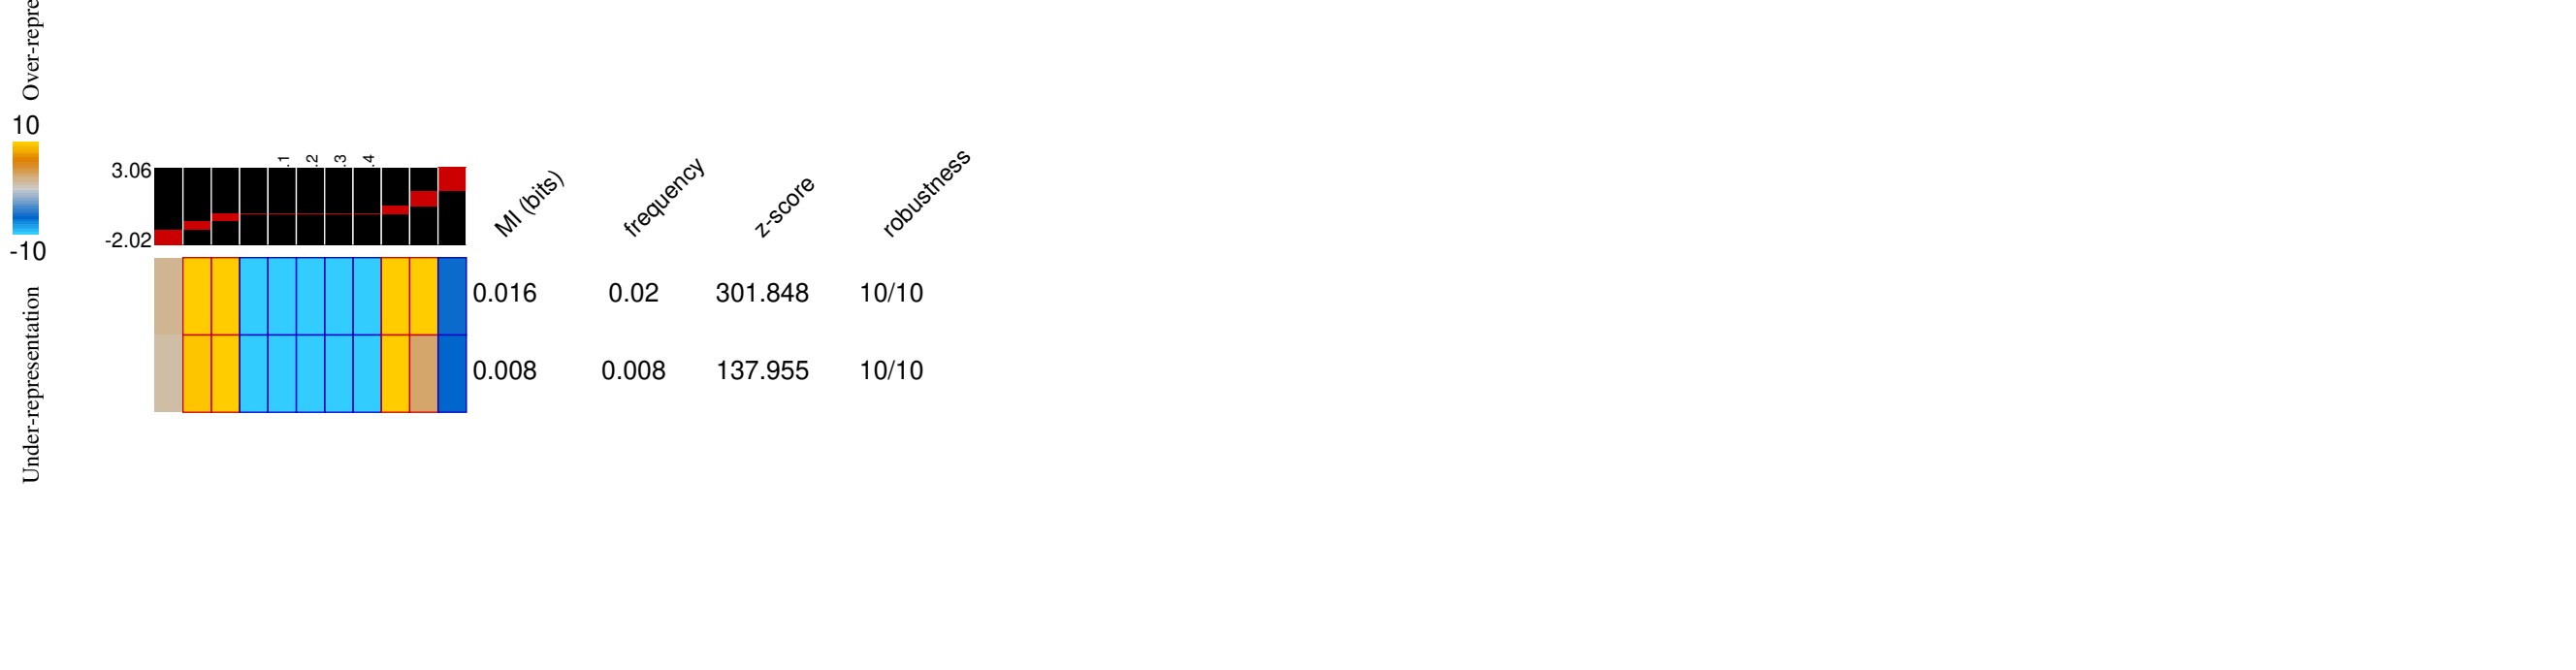 Over-repre
10
-10
Under-representation
3.06
-2.02
.1 .2 .3 .4
MI (bits) frequency z-score robustness
0.016 0.02 301.848 10/10
0.008 0.008 137.955 10/10